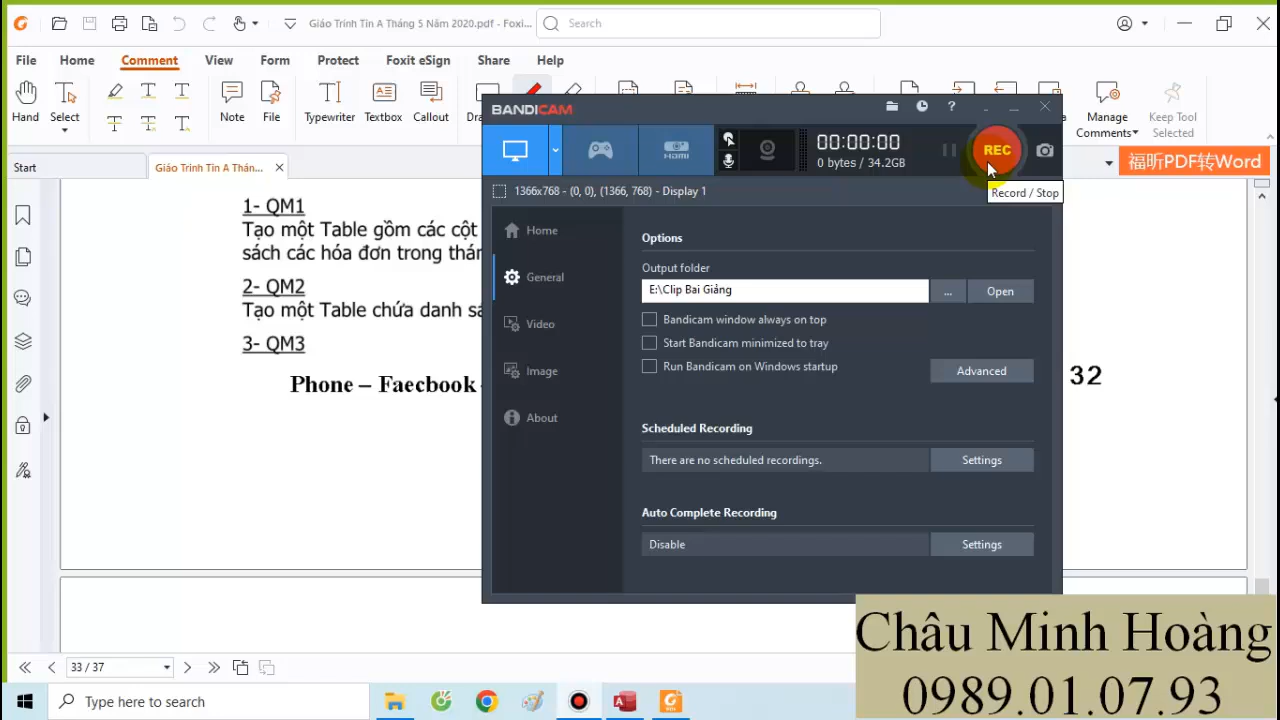 Giáo Trình Tin A Tháng 5 Năm 2020.pdf - Foxi...
Search
File
Home
Comment
View
Form
Protect
Foxit eSign
Share
Help
Hand
Select
Note
File
Typewriter
Textbox
Callout
Manage
Comments
Keep Tool
Selected
Start
Giáo Trình Tin A Thán...
福昕PDF转Word
BANDICAM
HDMI
00:00:00
0 bytes / 34.2GB
REC
Record / Stop
1366x768 - (0, 0), (1366, 768) - Display 1
Home
General
Video
Image
About
Options
Output folder
E:\Clip Bai Giảng
...
Open
Bandicam window always on top
Start Bandicam minimized to tray
Run Bandicam on Windows startup
Advanced
Scheduled Recording
There are no scheduled recordings.
Settings
Auto Complete Recording
Disable
Settings
1- QM1
Tạo một Table gồm các cột
sách các hóa đơn trong thán
2- QM2
Tạo một Table chứa danh sá
3- QM3
Phone – Faecbook
32
33 / 37
Type here to search
Châu Minh Hoàng
0989.01.07.93